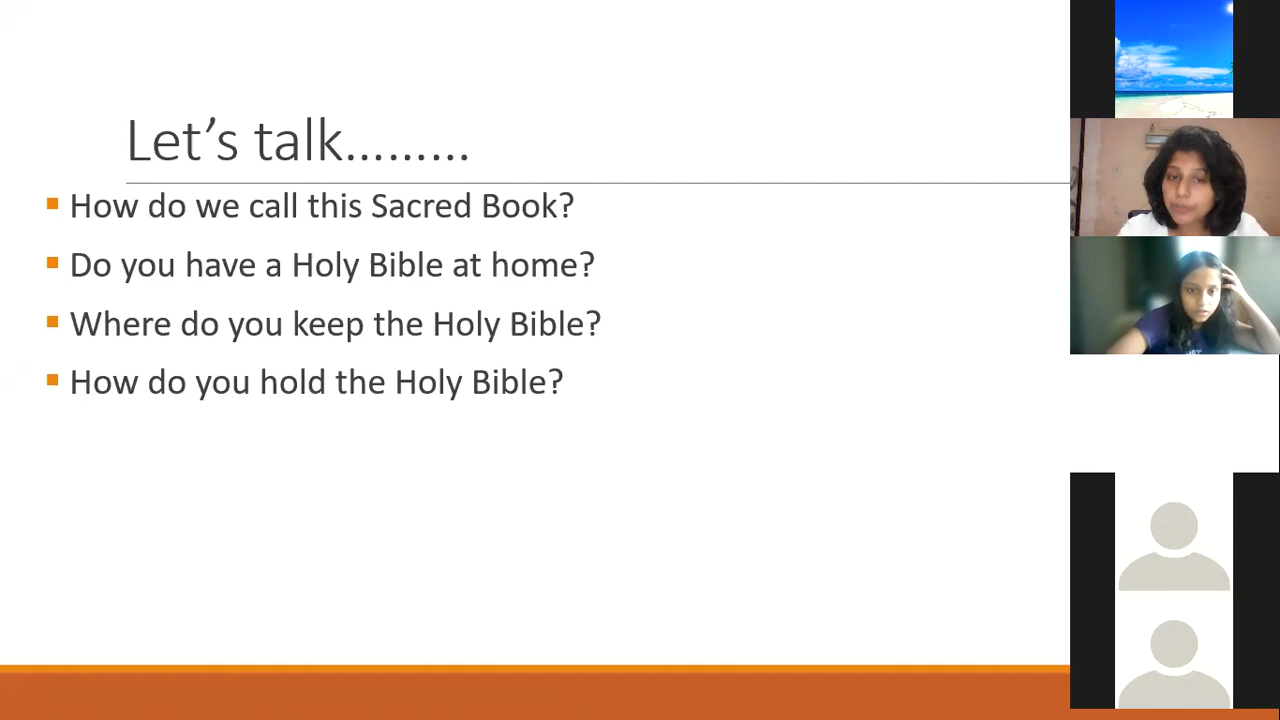 Let’s talk………
How do we call this Sacred Book?
Do you have a Holy Bible at home?
Where do you keep the Holy Bible?
How do you hold the Holy Bible?